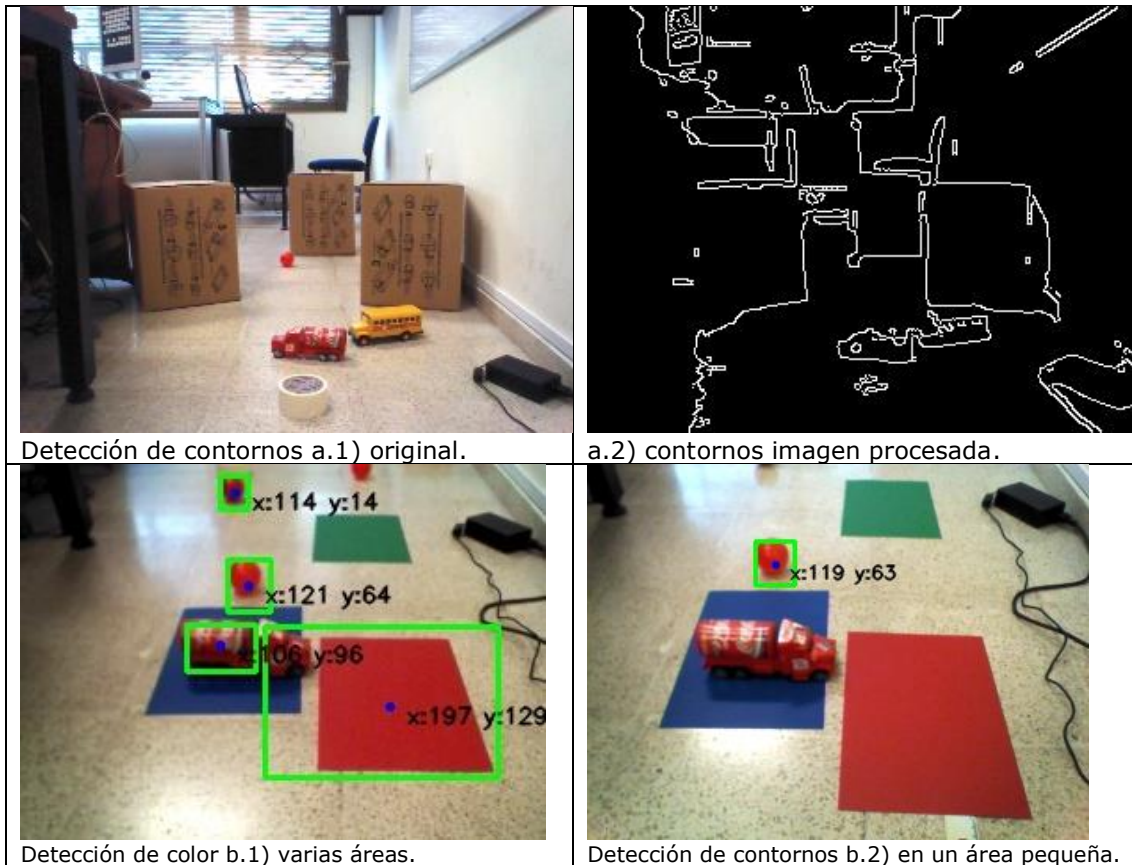 Detección de contornos a.1) original.
a.2) contornos imagen procesada.
x:114 y:14
x:121 y:64
x:106 y:96
x:197 y:129
x:119 y:63
Detección de color b.1) varias áreas.
Detección de contornos b.2) en un área pequeña.